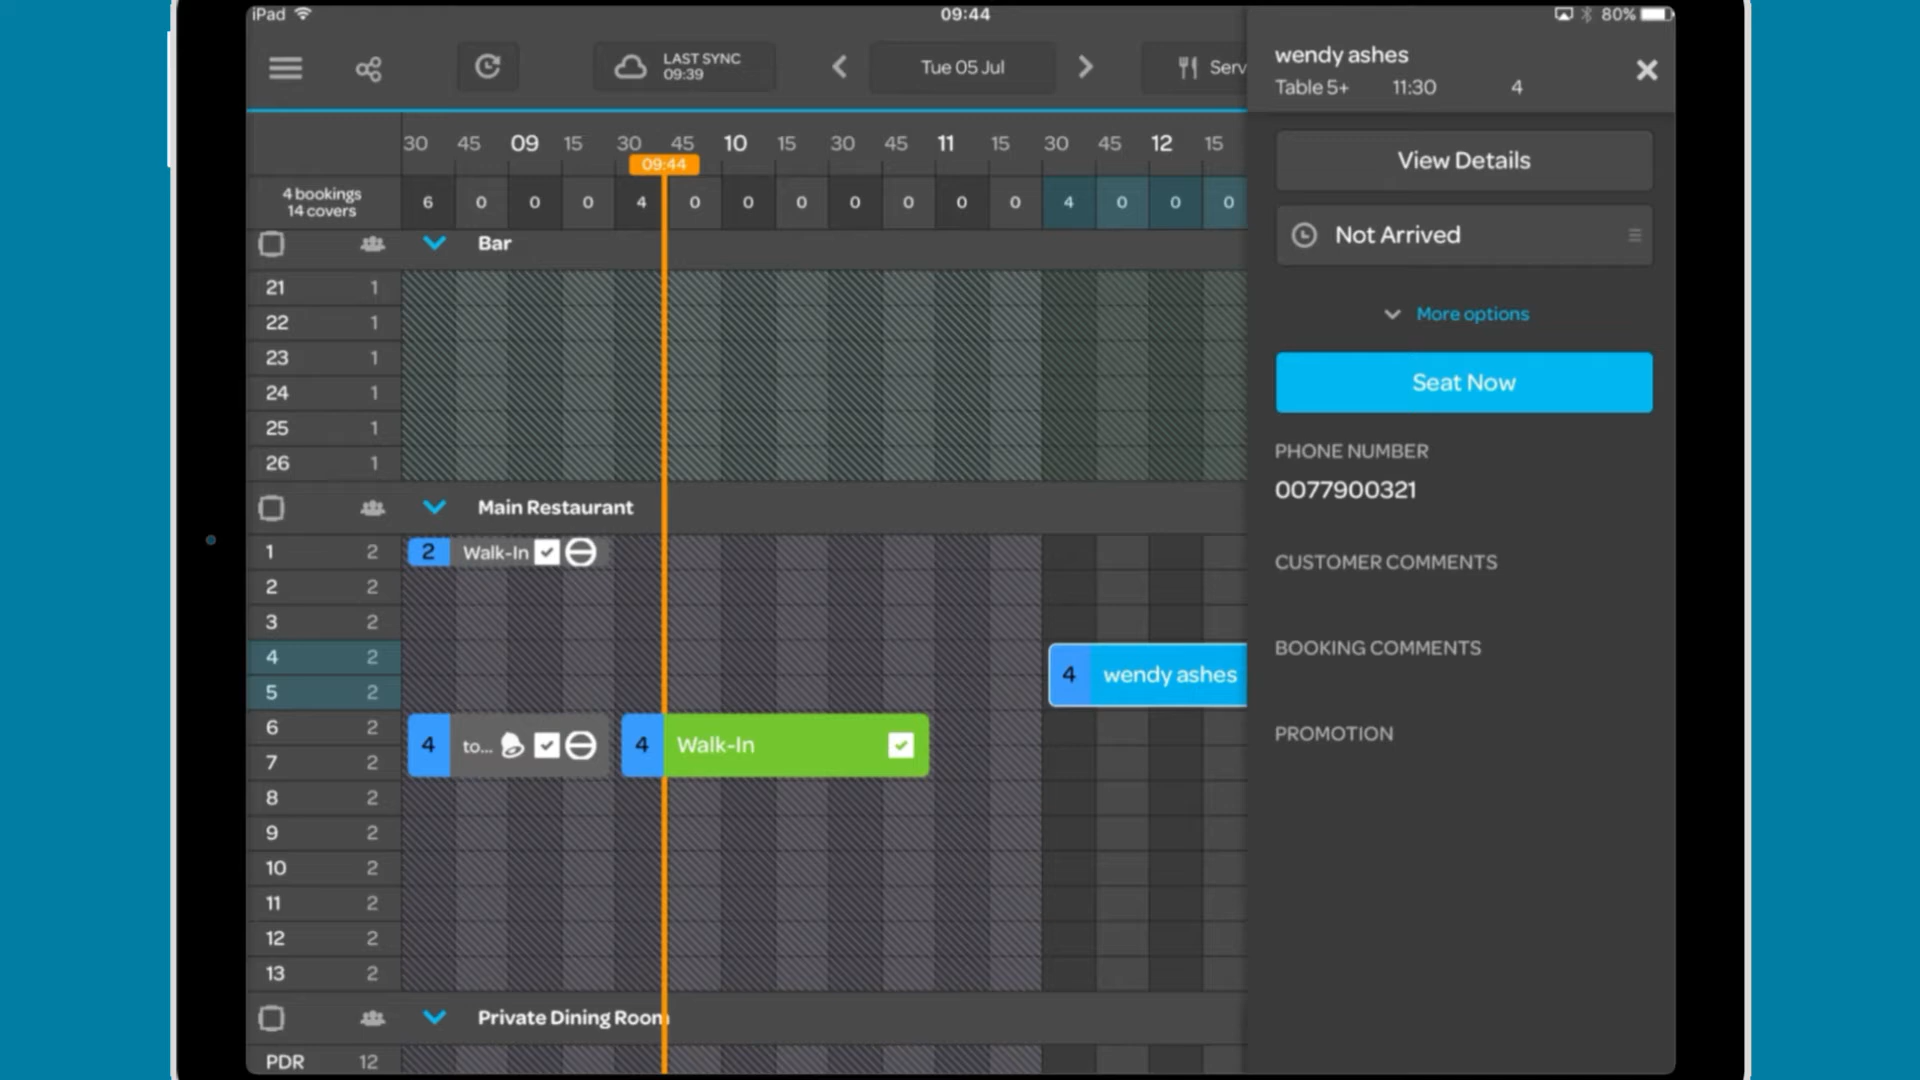 iPad
09:44
80%
LAST SYNC
09:39
Tue 05 Jul
Serv
wendy ashes
Table 5+ 11:30 4
30 45 09 15 30 45 10 15 30 45 11 15 30 45 12 15
09:44
4 bookings
14 covers
6 0 0 0 4 0 0 0 0 0 0 0 4 0 0 0
Bar
21 1
22 1
23 1
24 1
25 1
26 1
Main Restaurant
1 2 2 Walk-In
2 2
3 2
4 2
4 wendy ashes
5 2
6 2
4 to... 4 Walk-In
7 2
8 2
9 2
10 2
11 2
12 2
13 2
Private Dining Room
PDR 12
View Details
Not Arrived
More options
Seat Now
PHONE NUMBER
0077900321
CUSTOMER COMMENTS
BOOKING COMMENTS
PROMOTION